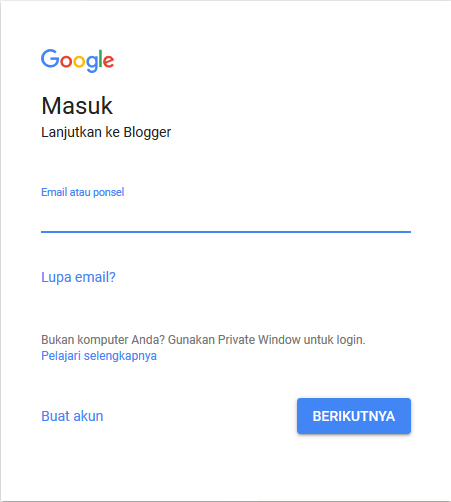 Google
Masuk
Lanjutkan ke Blogger
Email atau ponsel
Lupa email?
Bukan komputer Anda? Gunakan Private Window untuk login.
Pelajari selengkapnya
Buat akun
BERIKUTNYA